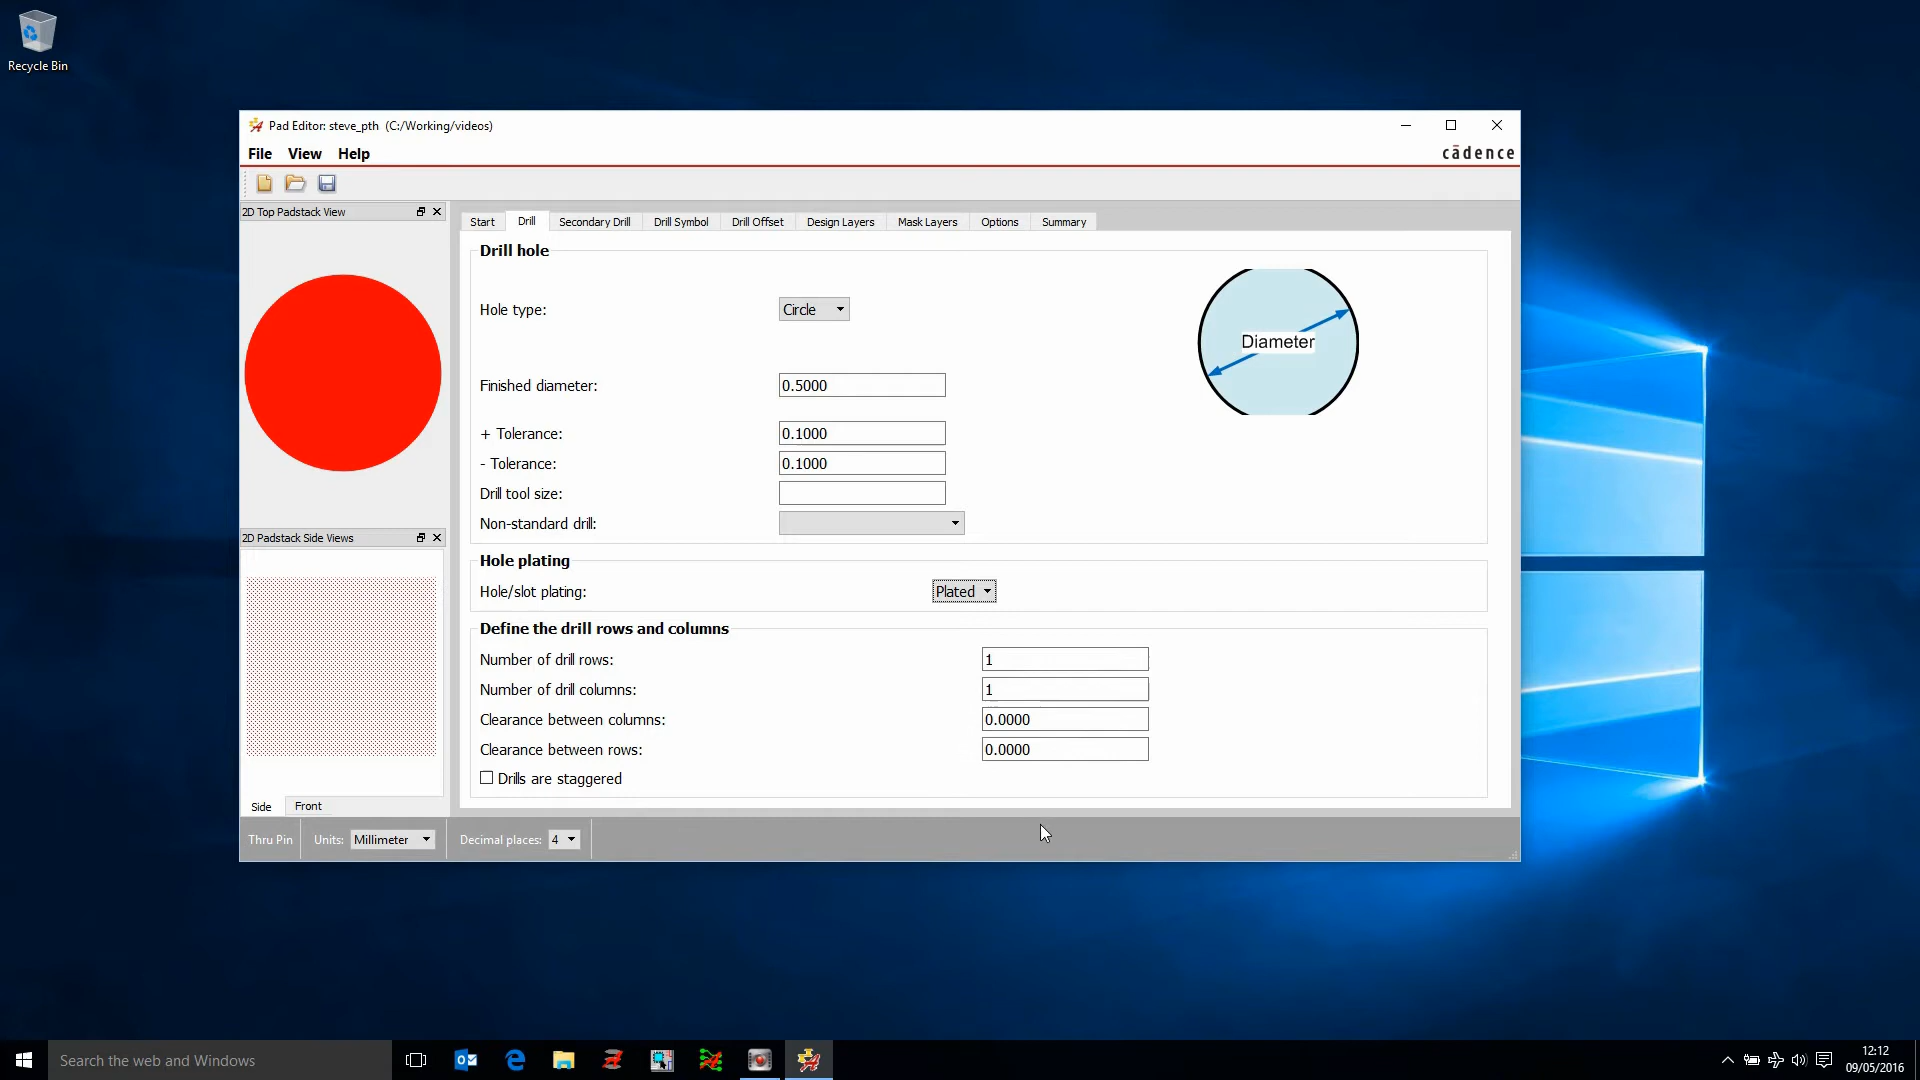 Recycle Bin
Pad Editor: steve_pth (C:/Working/videos)
File View Help
cādence
2D Top Padstack View
Start Drill Secondary Drill Drill Symbol Drill Offset Design Layers Mask Layers Options Summary
Drill hole
Hole type: Circle
Diameter
Finished diameter: 0.5000
+ Tolerance: 0.1000
- Tolerance: 0.1000
Drill tool size:
Non-standard drill:
2D Padstack Side Views
Hole plating
Hole/slot plating: Plated
Define the drill rows and columns
Number of drill rows: 1
Number of drill columns: 1
Clearance between columns: 0.0000
Clearance between rows: 0.0000
Drills are staggered
Side Front
Thru Pin Units: Millimeter Decimal places: 4
Search the web and Windows
12:12
09/05/2016